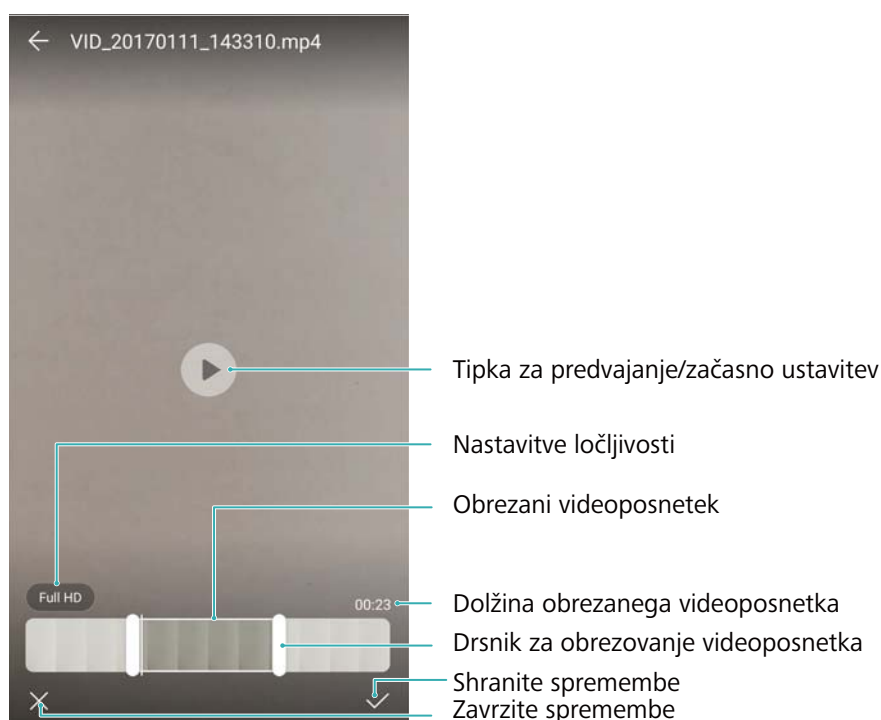 VID_20170111_143310.mp4
Tipka za predvajanje/začasno ustavitev
Nastavitve ločljivosti
Obrezani videoposnetek
Full HD
00:23
Dolžina obrezanega videoposnetka
Drsnik za obrezovanje videoposnetka
Shranite spremembe
Zavrzite spremembe